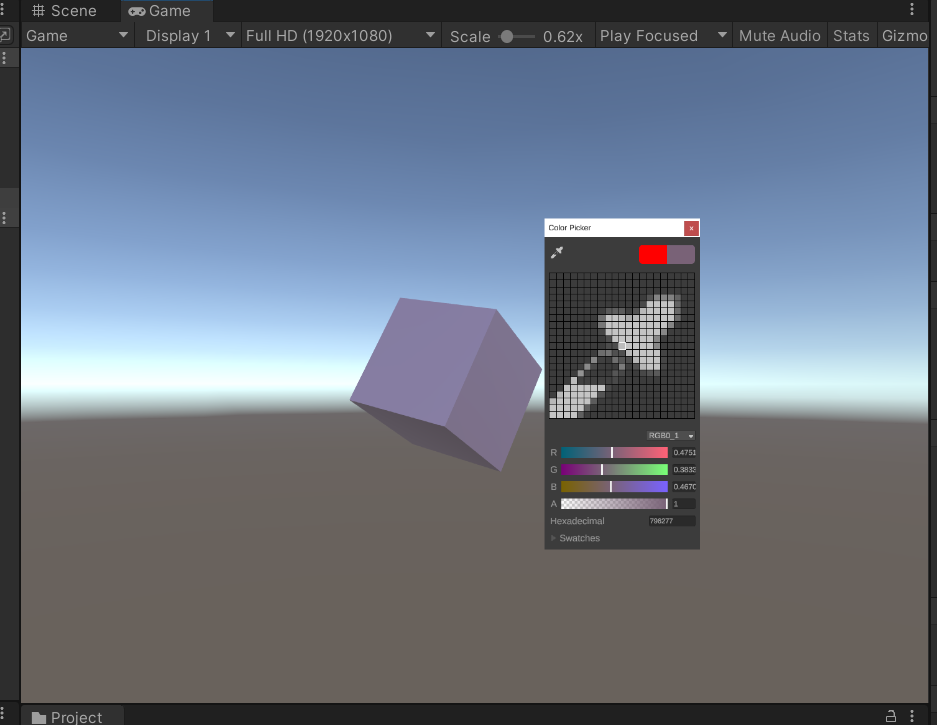 Scene Game
Game Display 1 Full HD (1920x1080) Scale 0.62x Play Focused Mute Audio Stats Gizmo
Color Picker
RGB0_1
R 0.4751
G 0.3833
B 0.4670
A 1
Hexadecimal 796277
Swatches
Project